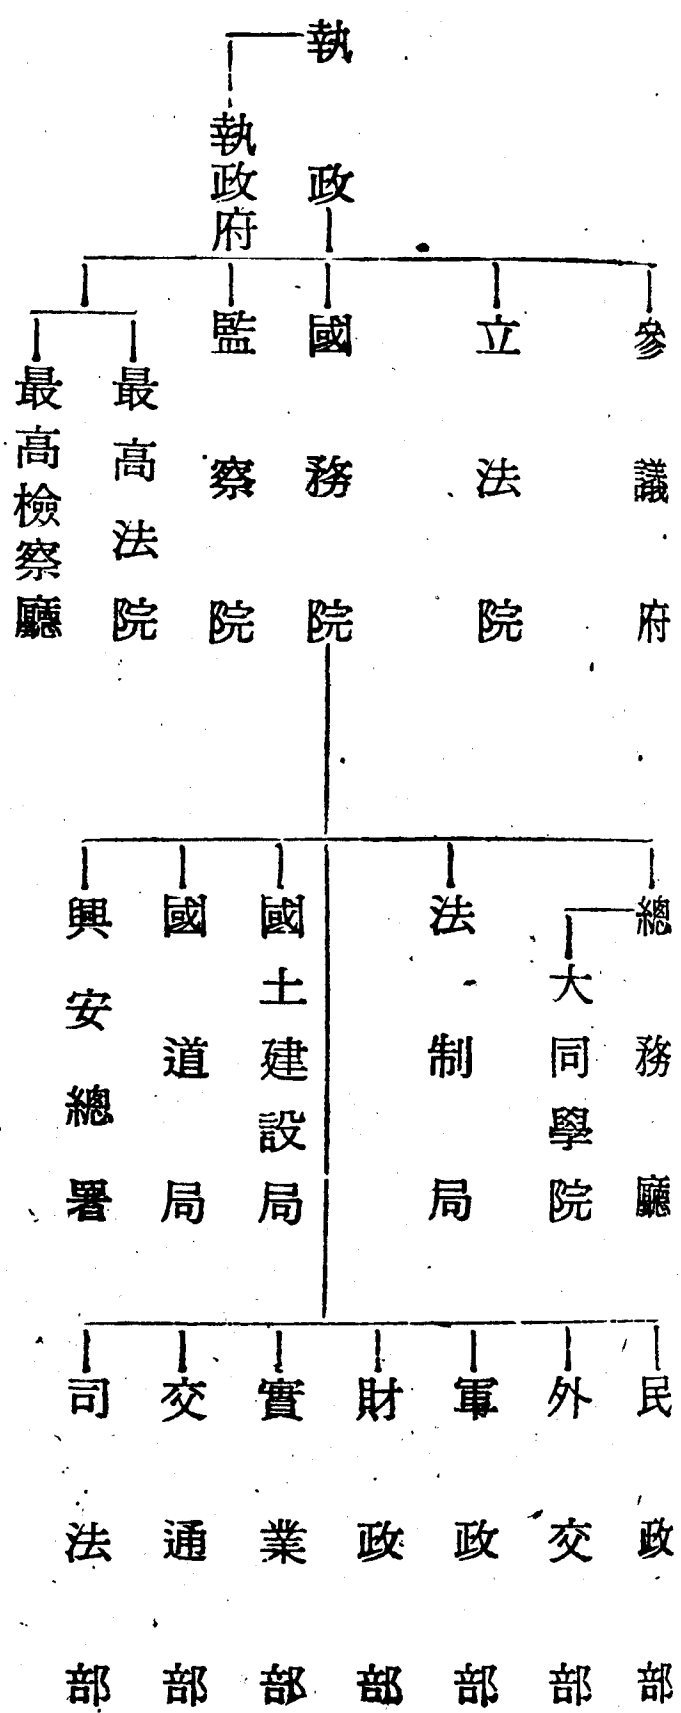 執政
執政府
參議府
立法院
國務院
監察院
最高法院
最高檢察廳
總務廳
大同學院
法制局
國土建設局
國道局
興安總署
民政部
外交部
軍政部
財政部
實業部
交通部
司法部